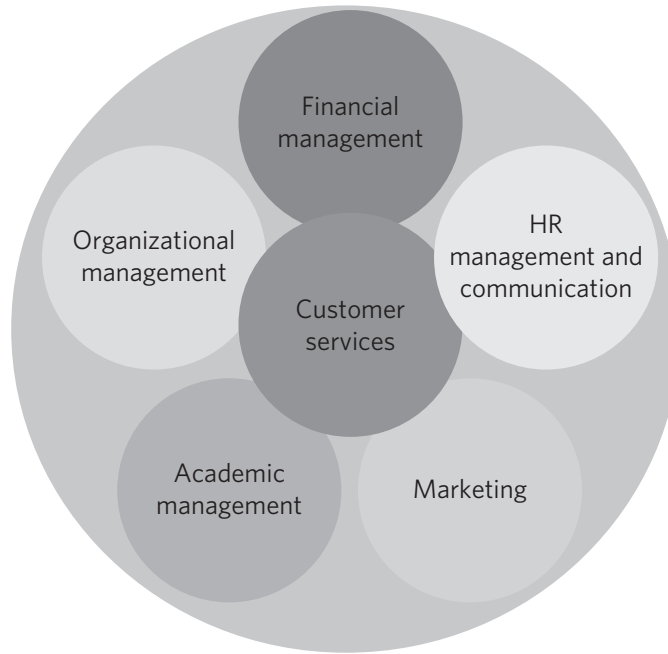 Financial
management
Organizational
management
HR
management and
communication
Customer
services
Academic
management
Marketing